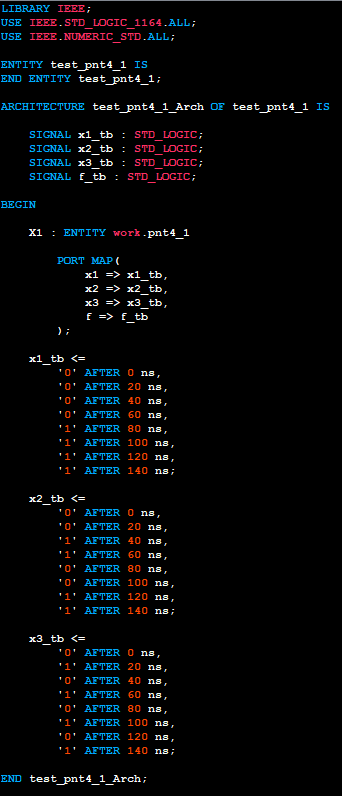 LIBRARY IEEE;
USE IEEE.STD_LOGIC_1164.ALL;
USE IEEE.NUMERIC_STD.ALL;

ENTITY test_pnt4_1 IS
END ENTITY test_pnt4_1;

ARCHITECTURE test_pnt4_1_Arch OF test_pnt4_1 IS

    SIGNAL x1_tb : STD_LOGIC;
    SIGNAL x2_tb : STD_LOGIC;
    SIGNAL x3_tb : STD_LOGIC;
    SIGNAL f_tb : STD_LOGIC;

BEGIN

    X1 : ENTITY work.pnt4_1

        PORT MAP(
            x1 => x1_tb,
            x2 => x2_tb,
            x3 => x3_tb,
            f => f_tb
        );

    x1_tb <=
        '0' AFTER 0 ns,
        '0' AFTER 20 ns,
        '0' AFTER 40 ns,
        '0' AFTER 60 ns,
        '1' AFTER 80 ns,
        '1' AFTER 100 ns,
        '1' AFTER 120 ns,
        '1' AFTER 140 ns;

    x2_tb <=
        '0' AFTER 0 ns,
        '0' AFTER 20 ns,
        '1' AFTER 40 ns,
        '1' AFTER 60 ns,
        '0' AFTER 80 ns,
        '0' AFTER 100 ns,
        '1' AFTER 120 ns,
        '1' AFTER 140 ns;

    x3_tb <=
        '0' AFTER 0 ns,
        '1' AFTER 20 ns,
        '0' AFTER 40 ns,
        '1' AFTER 60 ns,
        '0' AFTER 80 ns,
        '1' AFTER 100 ns,
        '0' AFTER 120 ns,
        '1' AFTER 140 ns;

END test_pnt4_1_Arch;